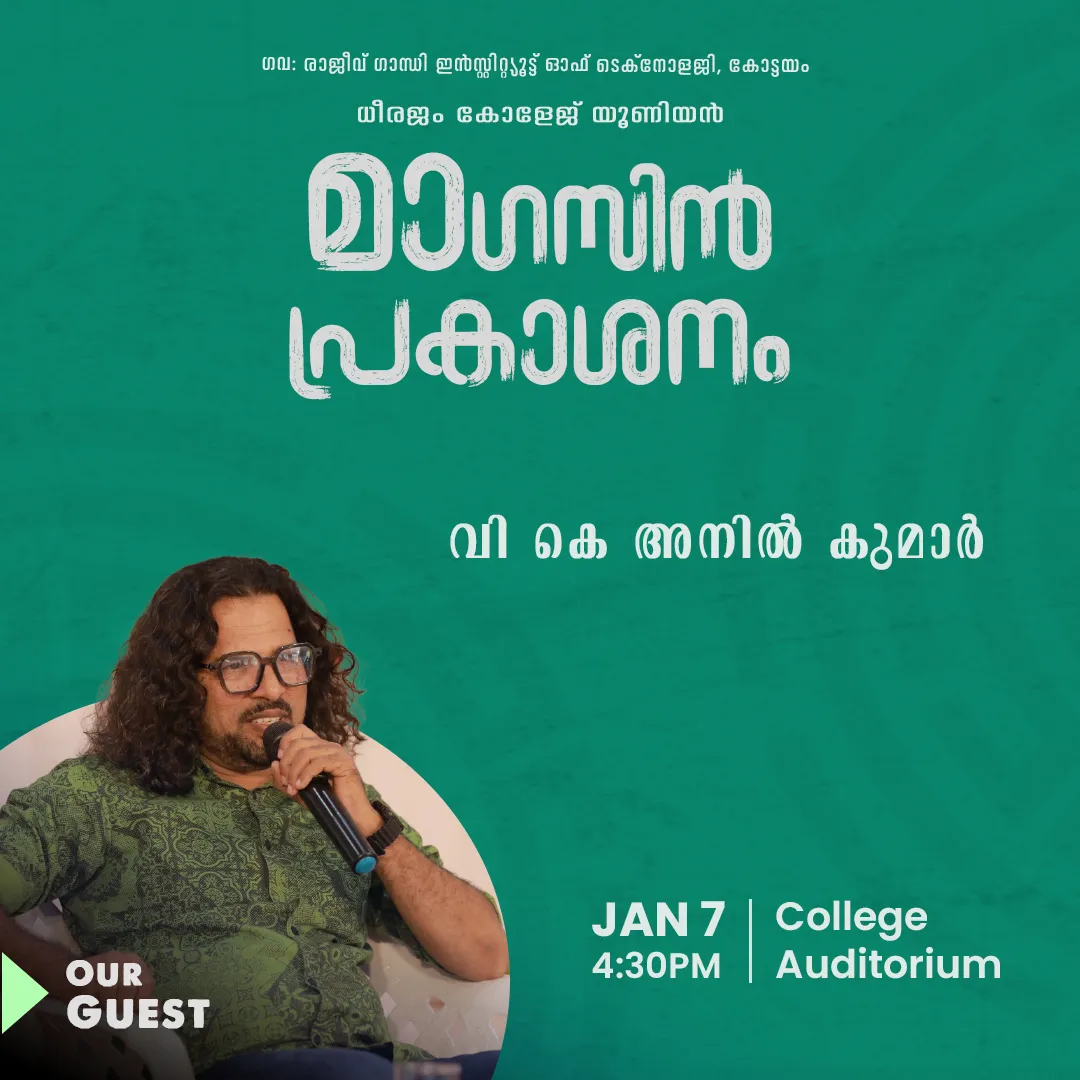 ഗവ: രാജീവ് ഗാന്ധി ഇൻസ്റ്റിറ്റ്യൂട്ട് ഓഫ് ടെക്നോളജി, കോട്ടയം
ധീരജം കോളേജ് യൂണിയൻ
മാഗസിൻ
പ്രകാശനം
വി കെ അനിൽ കുമാർ
JAN 7
4:30PM
College
Auditorium
OUR
GUEST